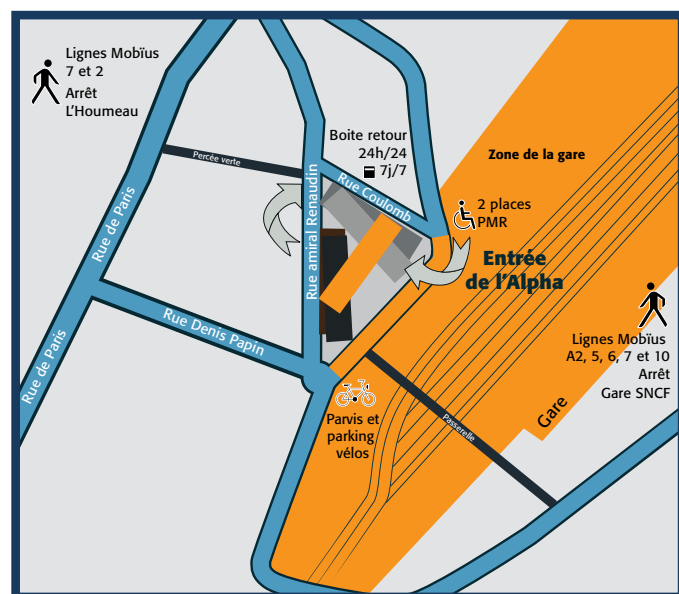 Lignes Mobïus
7 et 2
Arrêt
L’Houmeau
Percée verte
Boite retour
24h/24
7j/7
Rue Coulomb
Zone de la gare
2 places
PMR
Entrée
de l’Alpha
Rue de Paris
Rue amiral Renaudin
Rue Denis Papin
Rue de Paris
Lignes Mobïus
A2, 5, 6, 7 et 10
Arrêt
Gare SNCF
Gare
Parvis et
parking
vélos
Passerelle